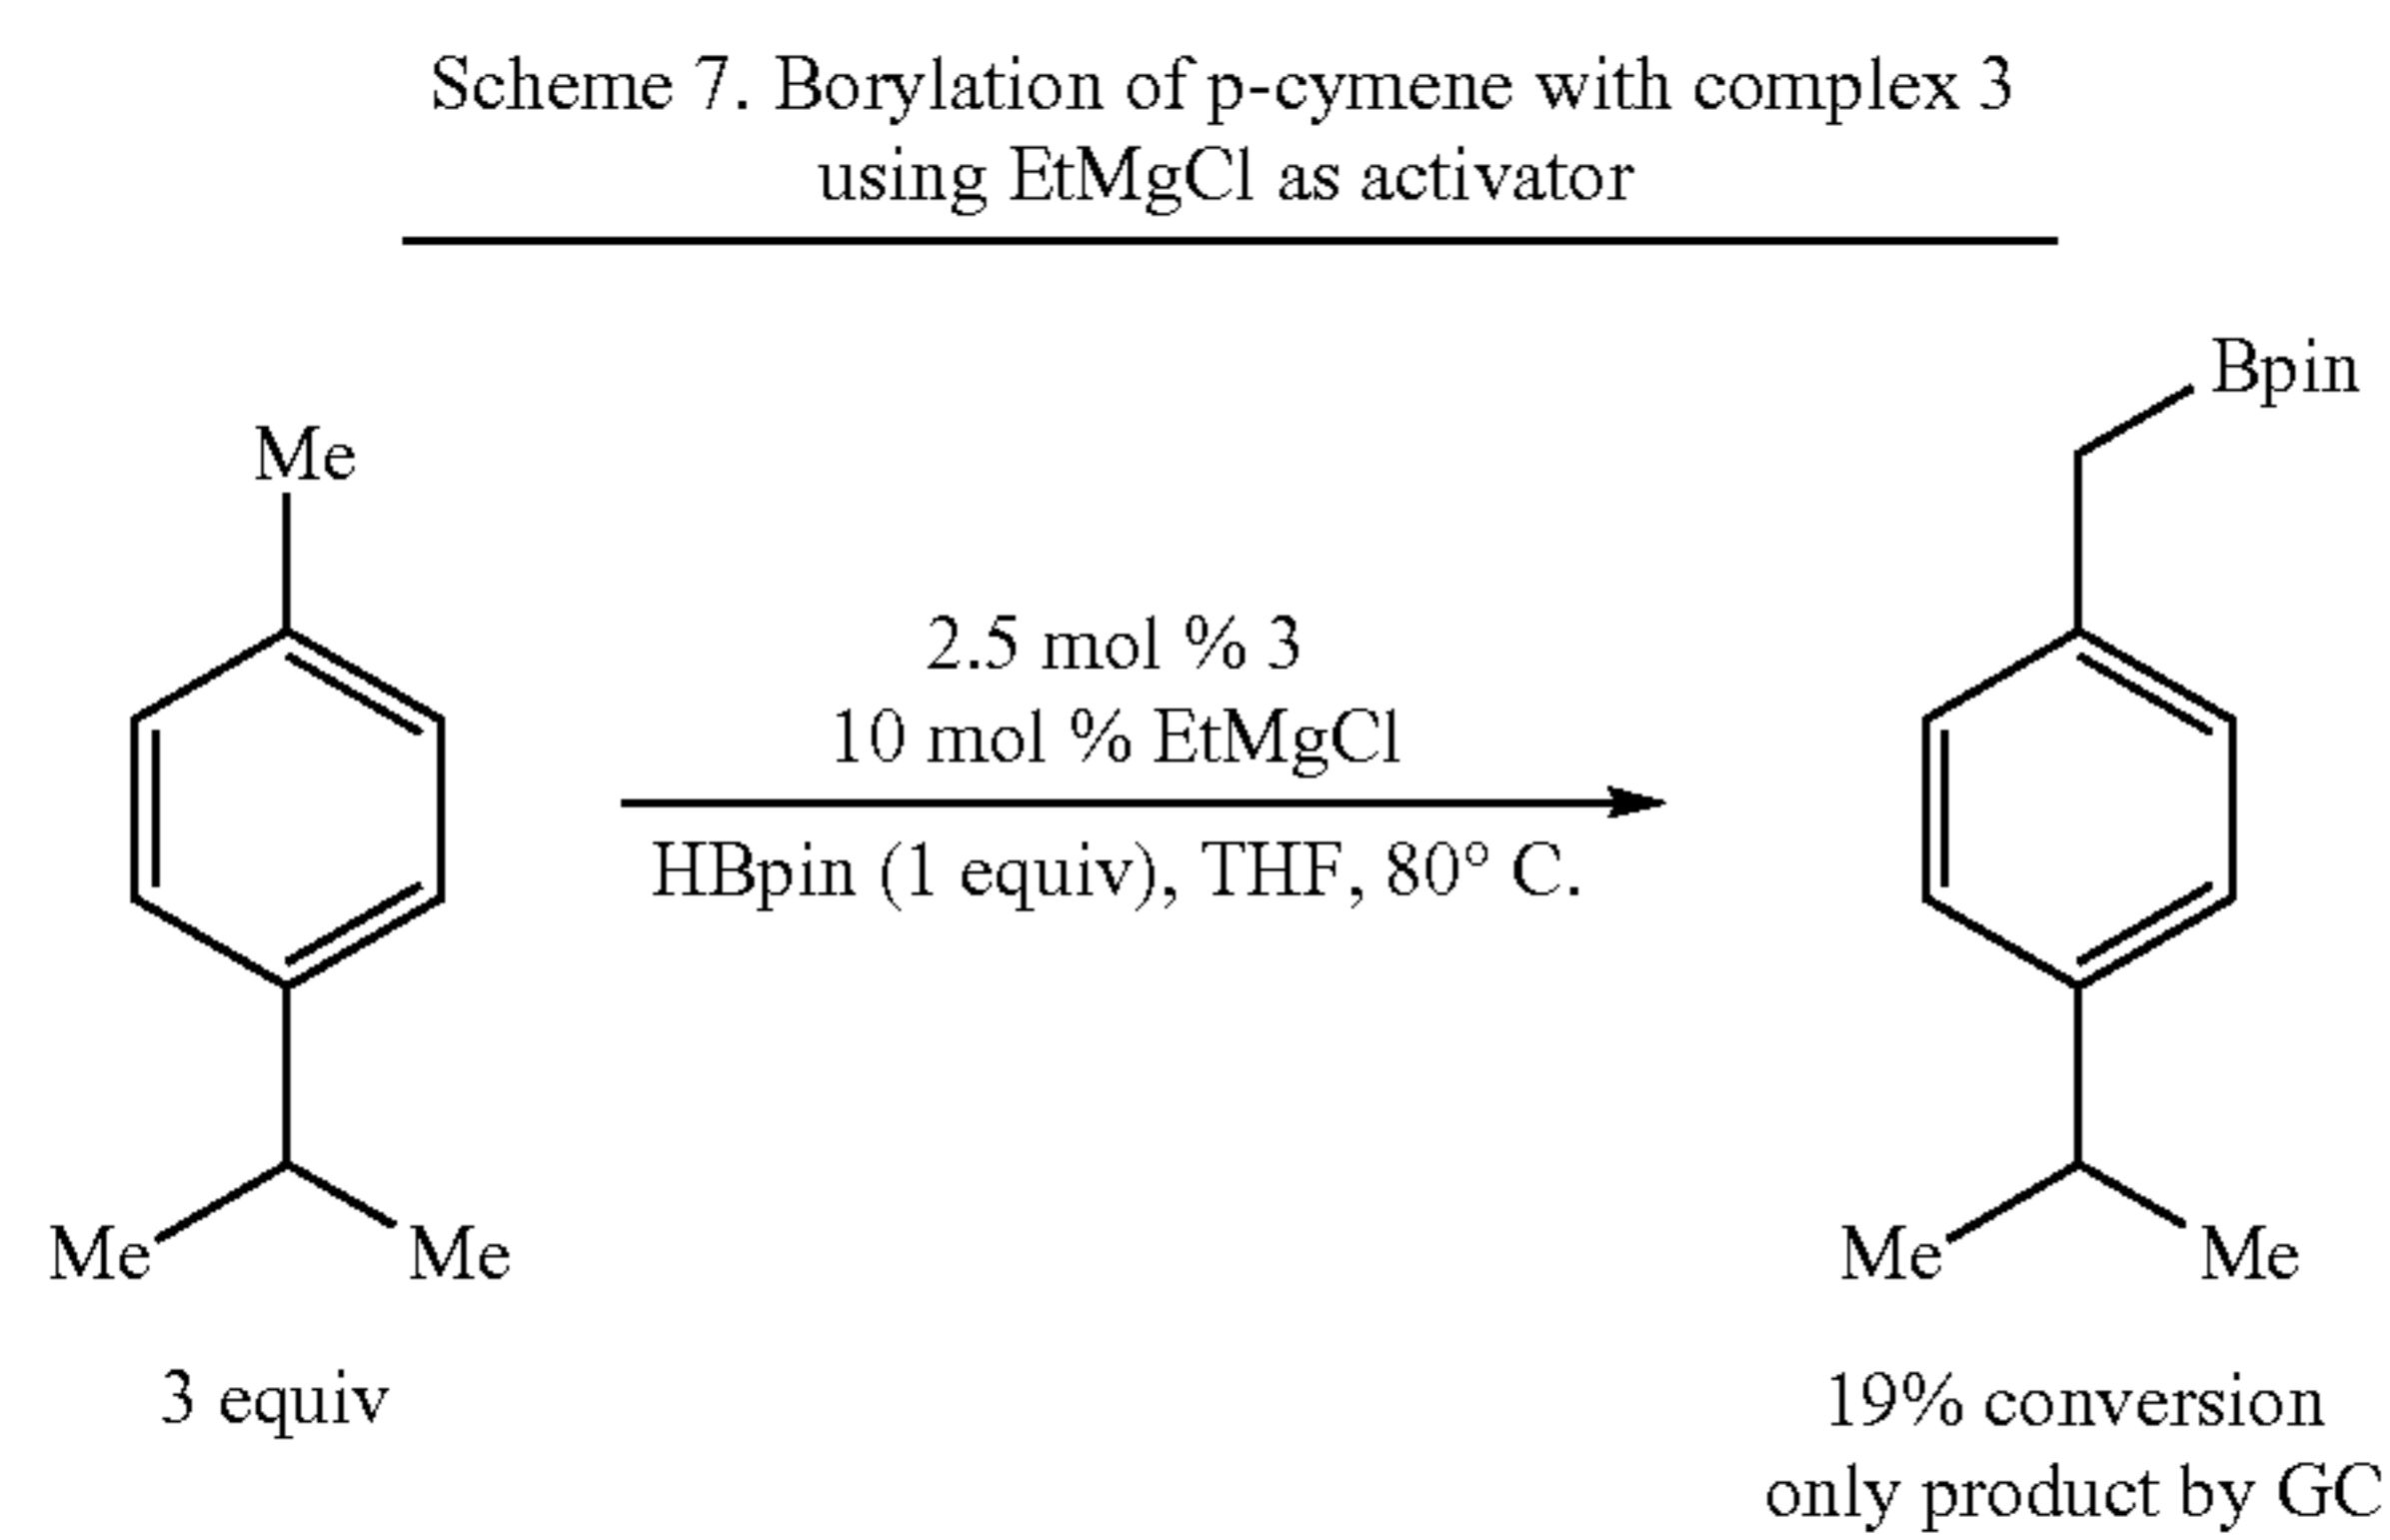 Scheme 7. Borylation of p-cymene with complex 3
using EtMgCl as activator
Me
Me
Me
3 equiv
2.5 mol % 3
10 mol % EtMgCl
HBpin (1 equiv), THF, 80° C.
Bpin
Me
Me
19% conversion
only product by GC